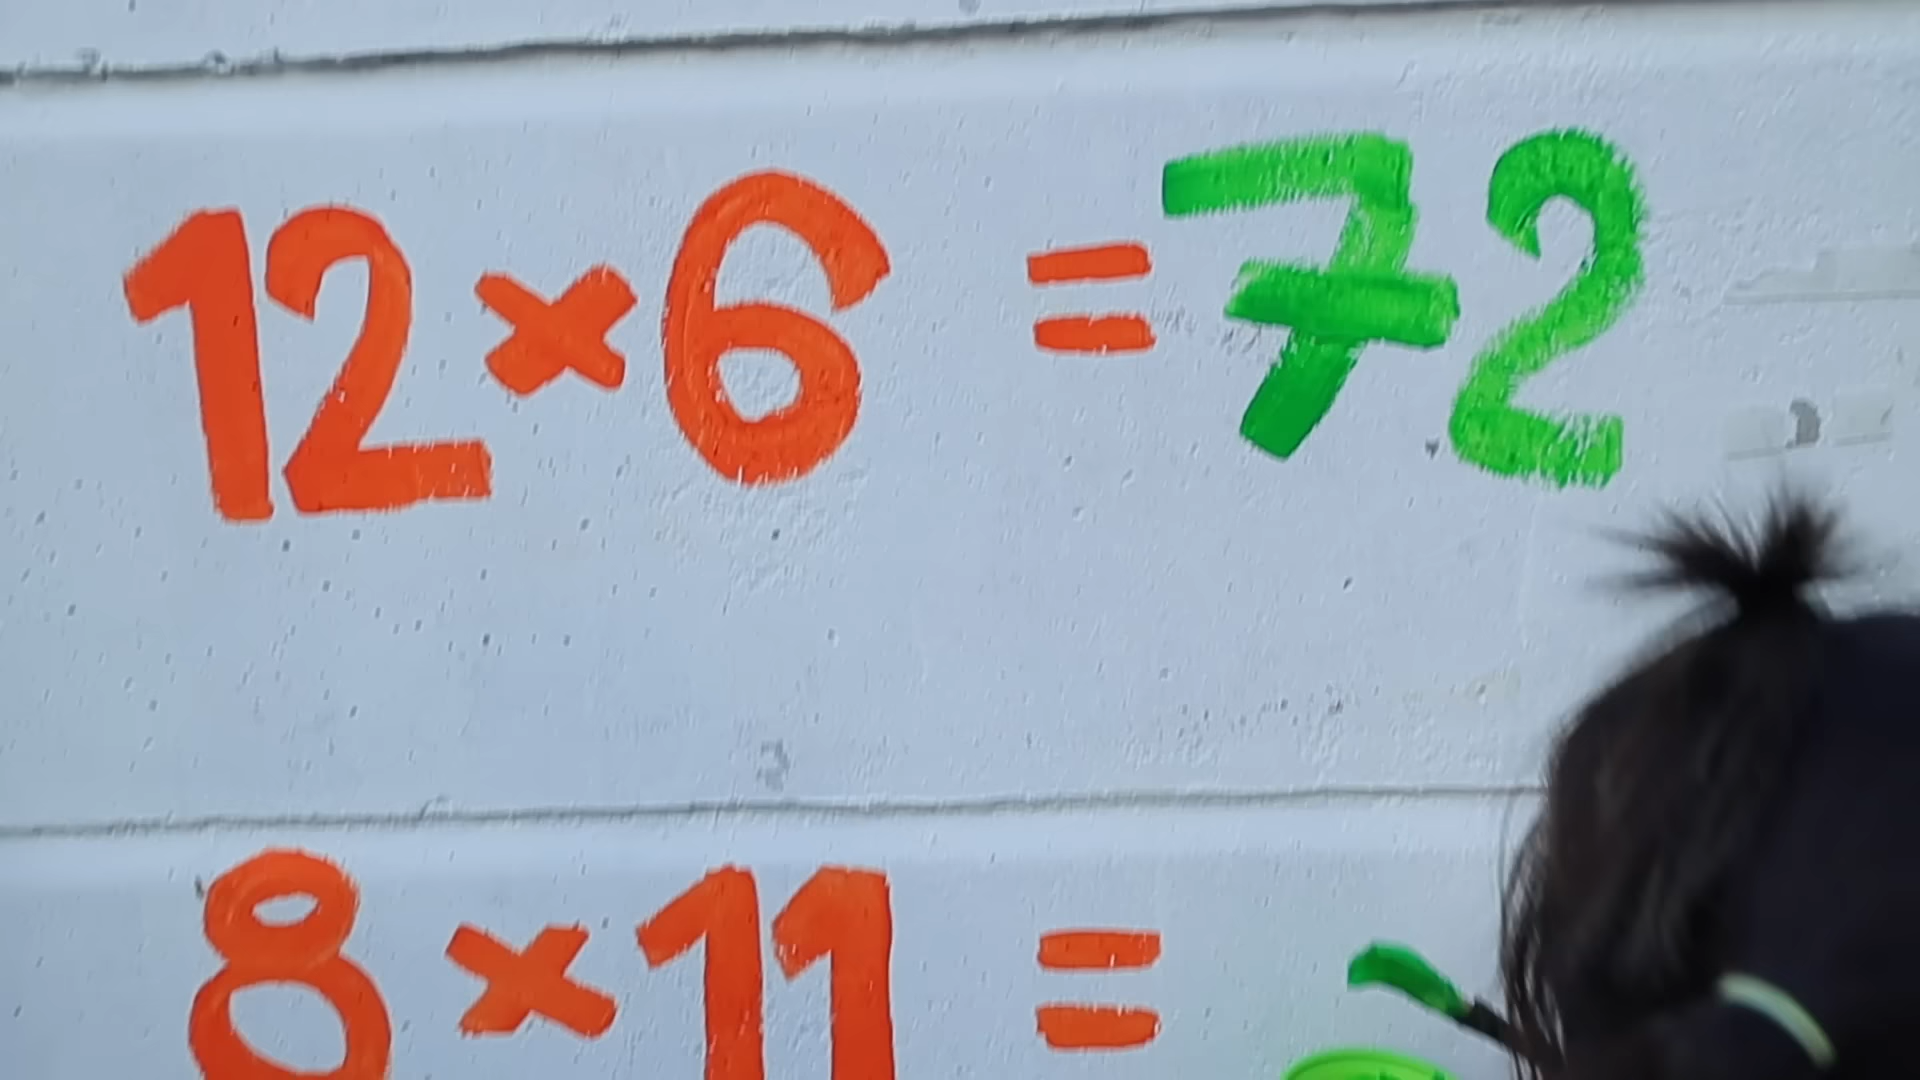 12×6 =72
8×11 =